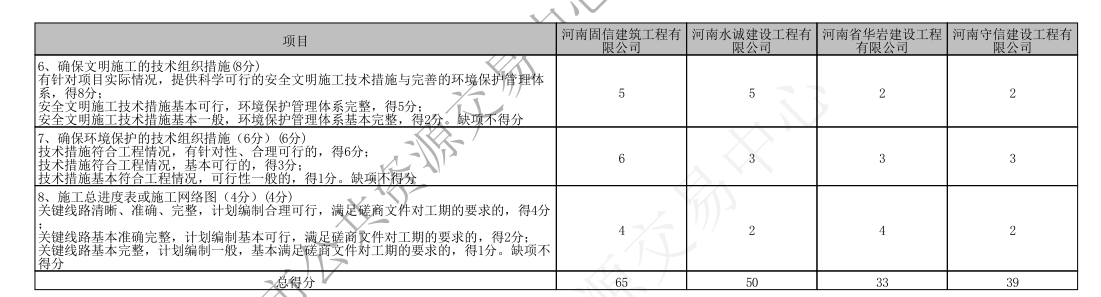 项目 河南固信建筑工程有限公司 河南水诚建设工程有限公司 河南省华岩建设工程有限公司 河南守信建设工程有限公司
6、确保文明施工的技术组织措施(8分)
有针对项目实际情况，提供科学可行的安全文明施工技术措施与完善的环境保护管理体
系，得8分；
安全文明施工技术措施基本可行，环境保护管理体系完整，得5分；
安全文明施工技术措施基本一般，环境保护管理体系基本完整，得2分。缺项不得分
5 5 2 2
7、确保环境保护的技术组织措施（6分）(6分)
技术措施符合工程情况，有针对性、合理可行的，得6分；
技术措施符合工程情况，基本可行的，得3分；
技术措施基本符合工程情况，可行性一般的，得1分。缺项不得分
6 3 3 3
8、施工总进度表或施工网络图（4分）(4分)
关键线路清晰、准确、完整，计划编制合理可行，满足磋商文件对工期的要求的，得4分
；
关键线路基本准确完整，计划编制基本可行，满足磋商文件对工期的要求的，得2分；
关键线路基本完整，计划编制一般，基本满足磋商文件对工期的要求的，得1分。缺项不
得分
4 2 4 2
总得分 65 50 33 39
市公共资源交易中心
源交易中心